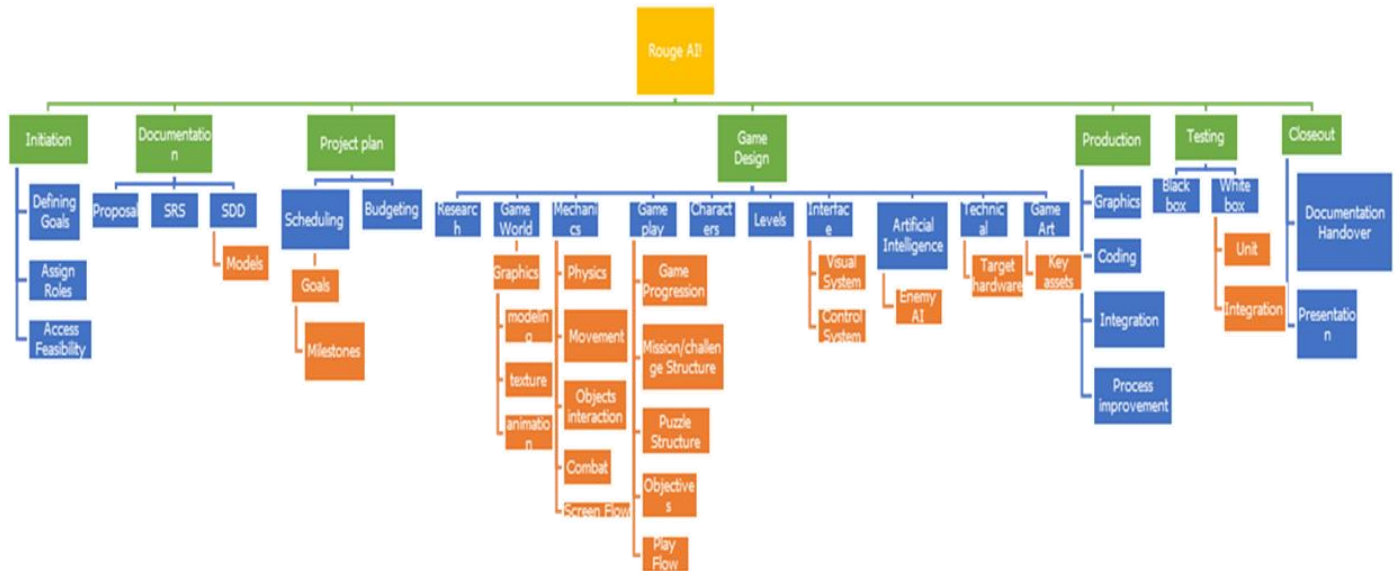 Rouge AI!
Initiation
Documentatio
n
Project plan
Game
Design
Production
Testing
Closeout
Defining
Goals
Assign
Roles
Access
Feasibility
Proposal
SRS
SDD
Models
Scheduling
Budgeting
Goals
Milestones
Researc
h
Game
World
Graphics
modeling
texture
animatio
n
Mechani
cs
Physics
Movement
Objects
interaction
Combat
Screen Flow
Game
play
Game
Progression
Mission/challe
nge Structure
Puzzle
Structure
Objective
s
Play
Flow
Charact
ers
Levels
Interfac
e
Visual
System
Control
System
Artificial
Intelligence
Enemy
AI
Technic
al
Target
hardware
Game
Art
Key
assets
Graphics
Coding
Integration
Process
improvement
Black
box
White
box
Unit
Integration
Documentation
Handover
Presentatio
n